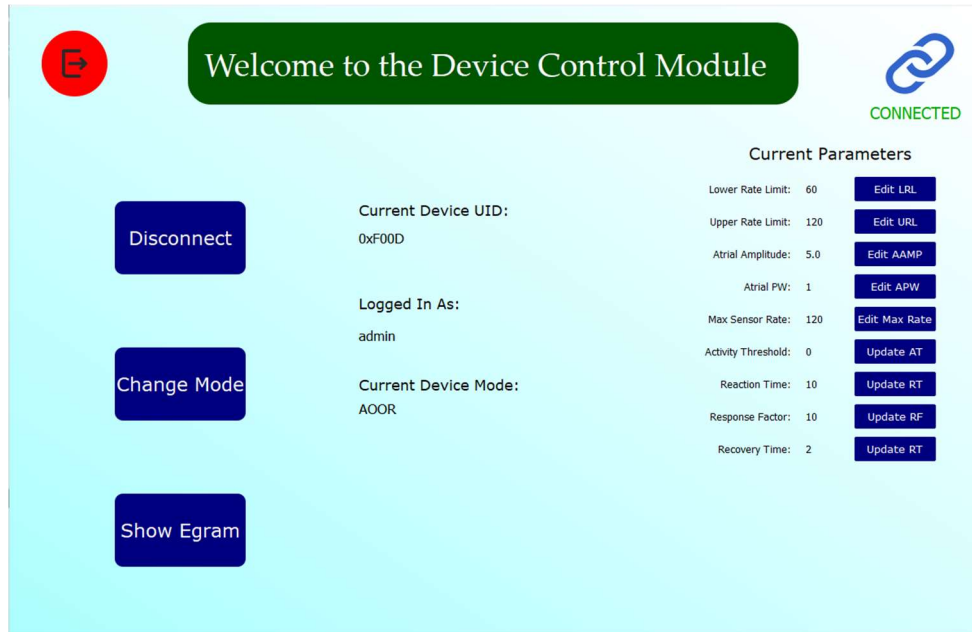 Welcome to the Device Control Module
CONNECTED
Disconnect
Change Mode
Show Egram
Current Device UID:
0xF00D
Logged In As:
admin
Current Device Mode:
AOOR
Current Parameters
Lower Rate Limit: 60 Edit LRL
Upper Rate Limit: 120 Edit URL
Atrial Amplitude: 5.0 Edit AAMP
Atrial PW: 1 Edit APW
Max Sensor Rate: 120 Edit Max Rate
Activity Threshold: 0 Update AT
Reaction Time: 10 Update RT
Response Factor: 10 Update RF
Recovery Time: 2 Update RT